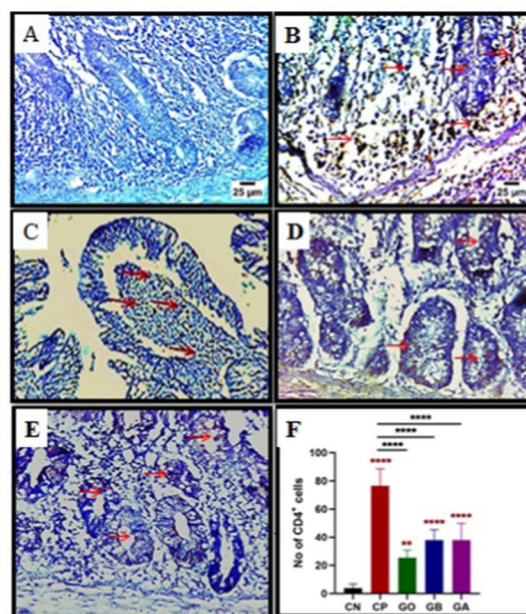 A
B
25 µm
25 µm
C
D
E
F
No of CD4⁺ cells
100
80
60
40
20
0
****
****
****
****
**
****
****
CN CP GO GB GA